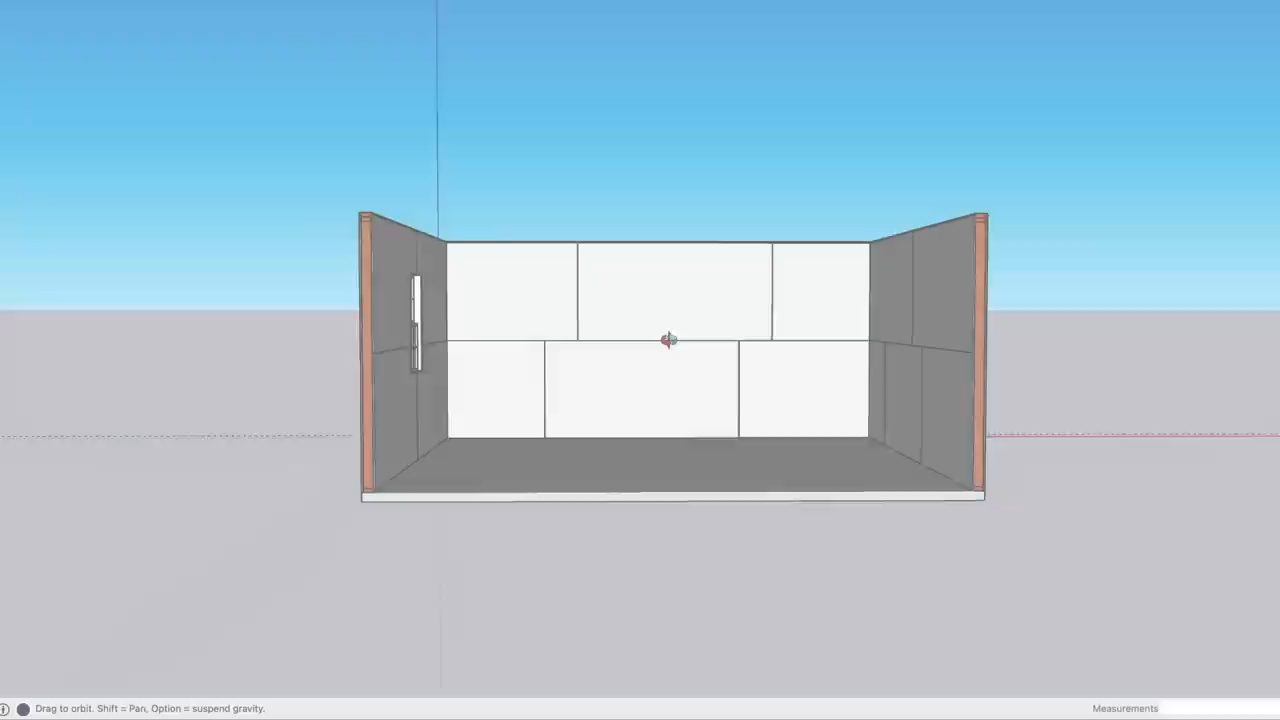 Drag to orbit. Shift = Pan, Option = suspend gravity.
Measurements